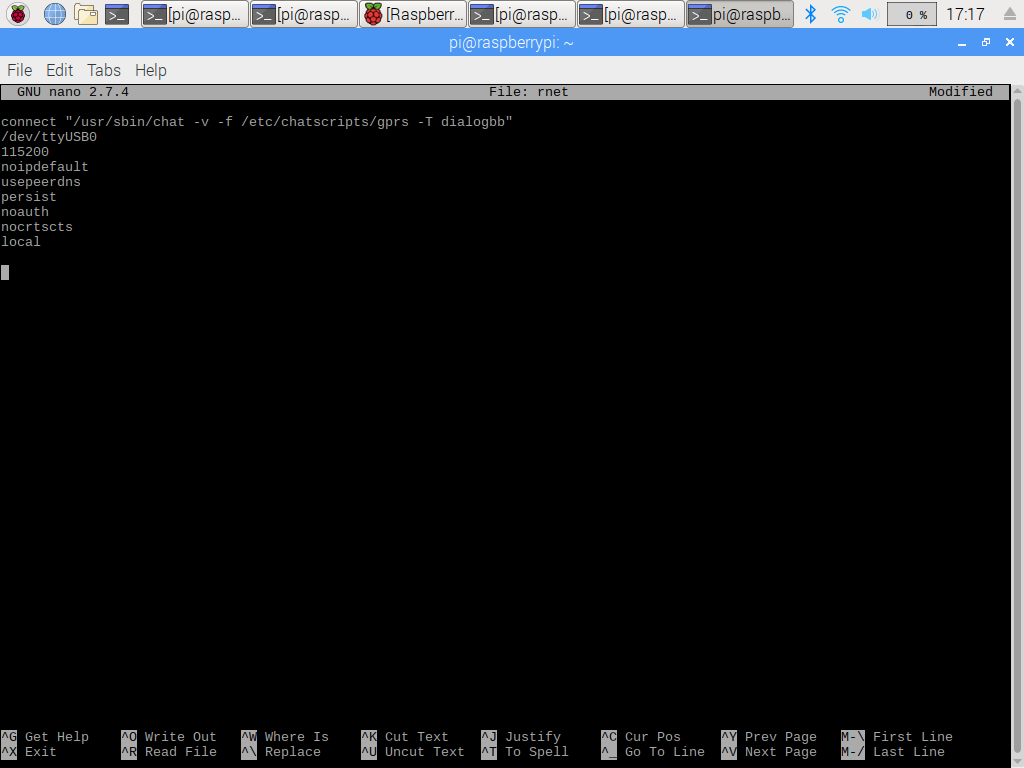 [pi@rasp... [pi@rasp... [Raspberr... [pi@rasp... [pi@rasp... pi@raspb... 0 % 17:17
pi@raspberrypi: ~
File Edit Tabs Help
GNU nano 2.7.4 File: rnet Modified
connect "/usr/sbin/chat -v -f /etc/chatscripts/gprs -T dialogbb"
/dev/ttyUSB0
115200
noipdefault
usepeerdns
persist
noauth
nocrtscts
local
^G Get Help ^O Write Out ^W Where Is ^K Cut Text ^J Justify ^C Cur Pos ^Y Prev Page M-\ First Line
^X Exit ^R Read File ^\ Replace ^U Uncut Text ^T To Spell ^_ Go To Line ^V Next Page M-/ Last Line